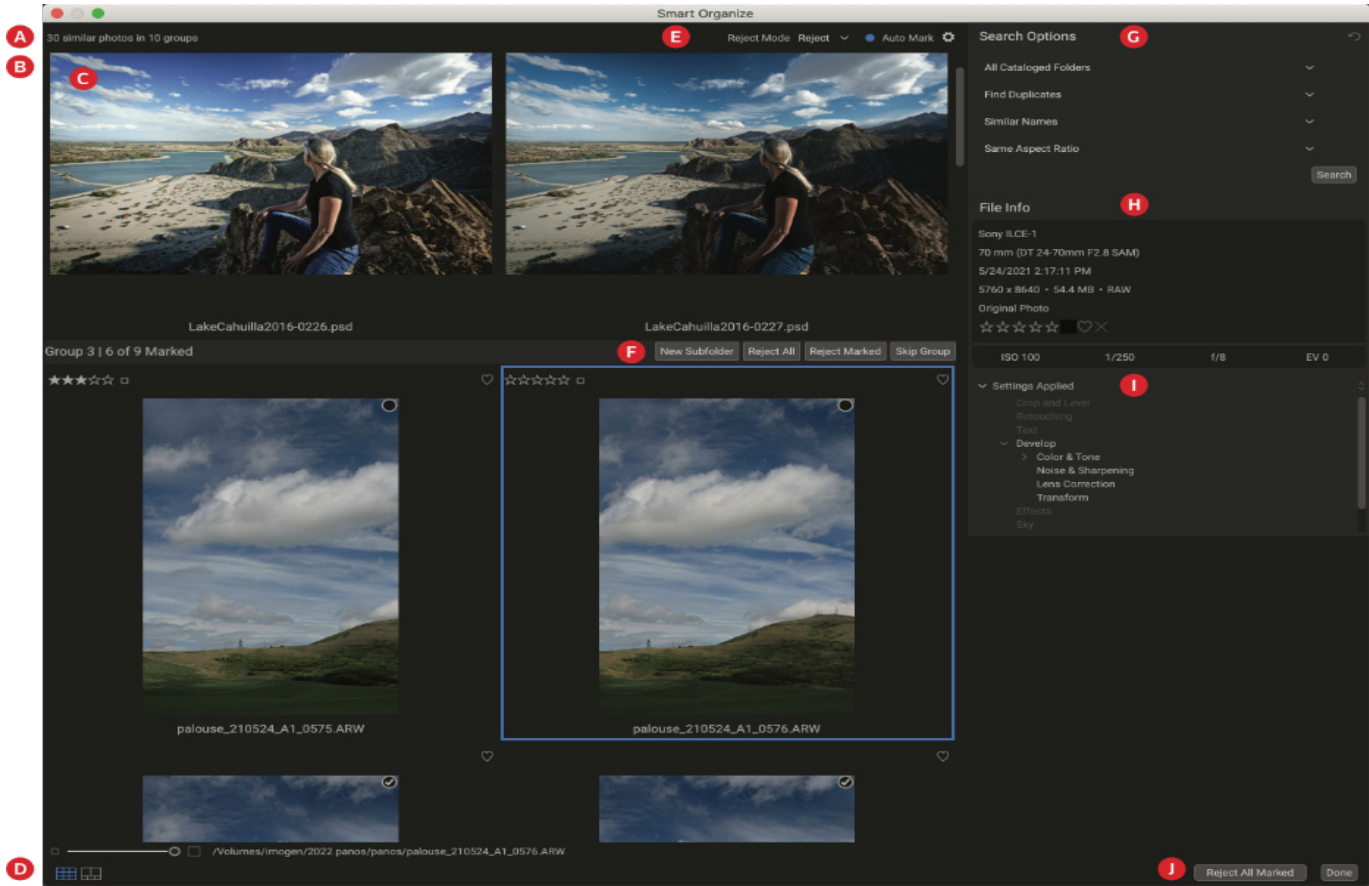 Smart Organize
A
30 similar photos in 10 groups
E
Reject Mode Reject
Auto Mark
B
C
LakeCahuilla2016-0226.psd
LakeCahuilla2016-0227.psd
Group 3 | 6 of 9 Marked
F
New Subfolder
Reject All
Reject Marked
Skip Group
palouse_210524_A1_0575.ARW
palouse_210524_A1_0576.ARW
/Volumes/imogen/2022 panos/panos/palouse_210524_A1_0576.ARW
D
Search Options
G
All Cataloged Folders
Find Duplicates
Similar Names
Same Aspect Ratio
Search
File Info
H
Sony ILCE-1
70 mm (DT 24-70mm F2.8 SAM)
5/24/2021 2:17:11 PM
5760 x 8640 • 54.4 MB • RAW
Original Photo
ISO 100 1/250 f/8 EV 0
Settings Applied
I
Crop and Level
Retouching
Text
Develop
Color & Tone
Noise & Sharpening
Lens Correction
Transform
Effects
Sky
J
Reject All Marked
Done